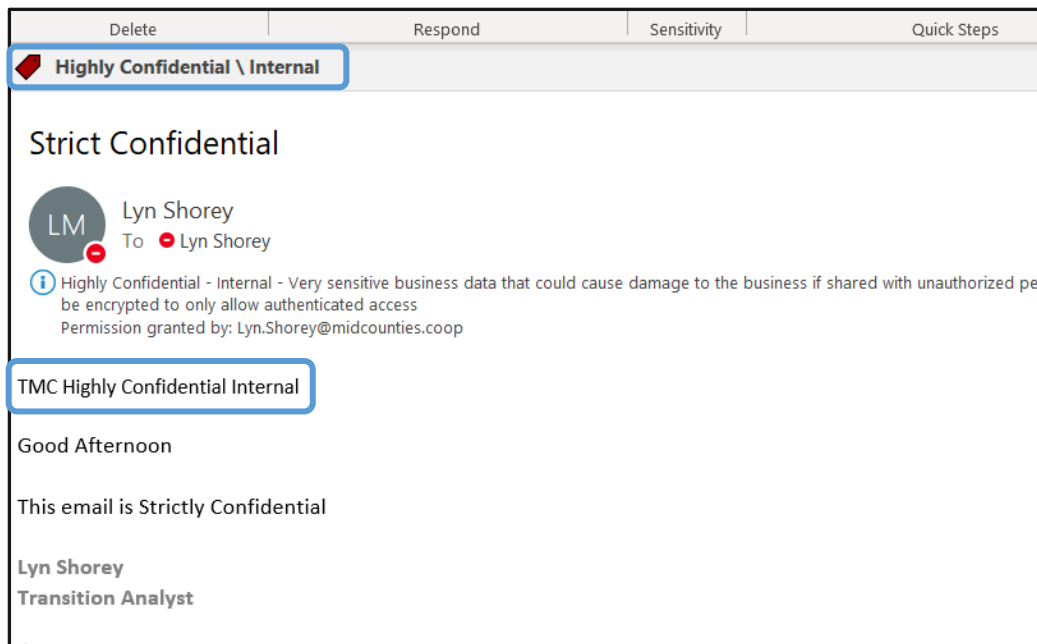 Delete Respond Sensitivity Quick Steps
Highly Confidential \ Internal
Strict Confidential
LM
Lyn Shorey
To Lyn Shorey
Highly Confidential - Internal - Very sensitive business data that could cause damage to the business if shared with unauthorized
be encrypted to only allow authenticated access
Permission granted by: Lyn.Shorey@midcounties.coop
TMC Highly Confidential Internal
Good Afternoon
This email is Strictly Confidential
Lyn Shorey
Transition Analyst